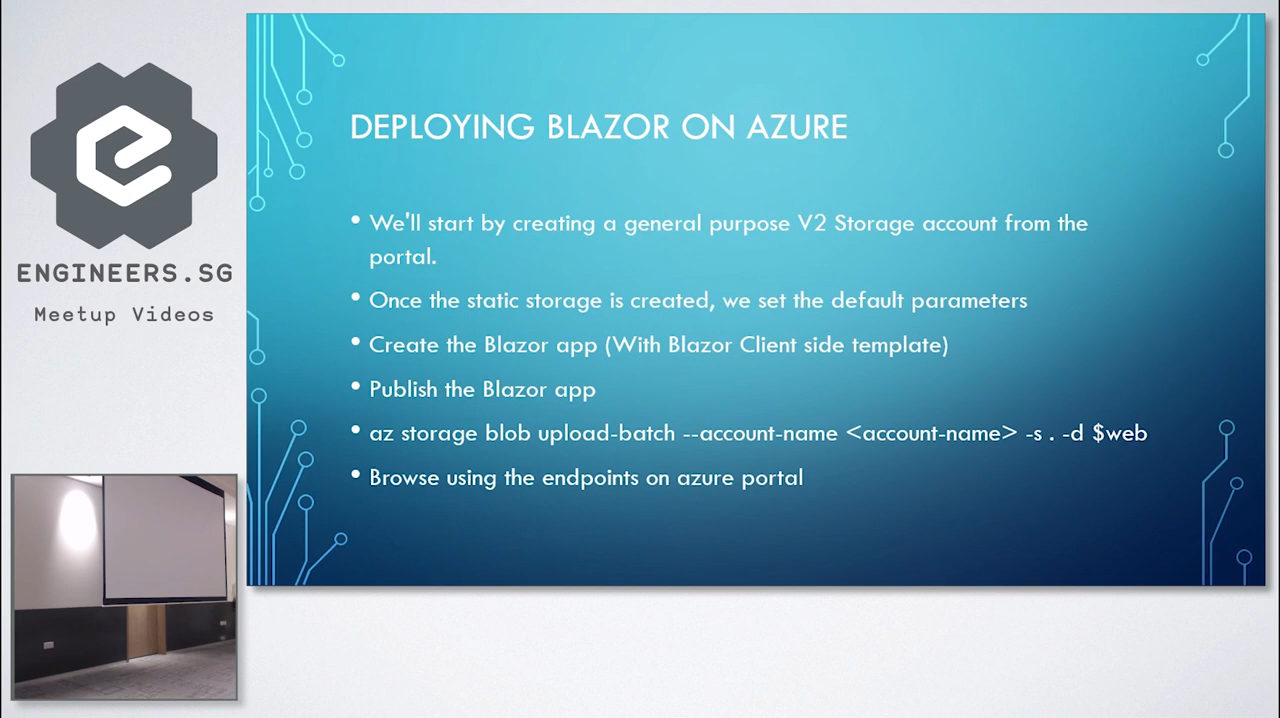 ENGINEERS.SG
Meetup Videos
DEPLOYING BLAZOR ON AZURE
• We'll start by creating a general purpose V2 Storage account from the
portal.
• Once the static storage is created, we set the default parameters
• Create the Blazor app (With Blazor Client side template)
• Publish the Blazor app
• az storage blob upload-batch --account-name <account-name> -s . -d $web
• Browse using the endpoints on azure portal